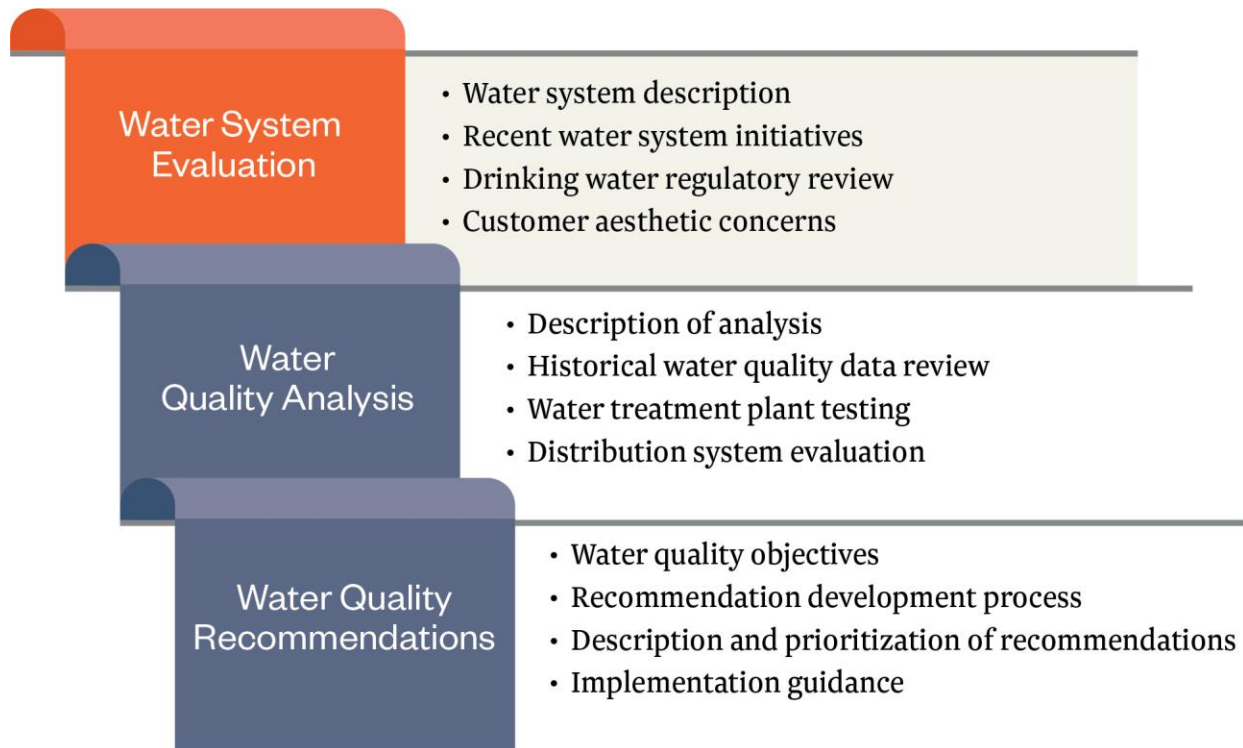 Water System
Evaluation
• Water system description
• Recent water system initiatives
• Drinking water regulatory review
• Customer aesthetic concerns
Water
Quality Analysis
• Description of analysis
• Historical water quality data review
• Water treatment plant testing
• Distribution system evaluation
Water Quality
Recommendations
• Water quality objectives
• Recommendation development process
• Description and prioritization of recommendations
• Implementation guidance